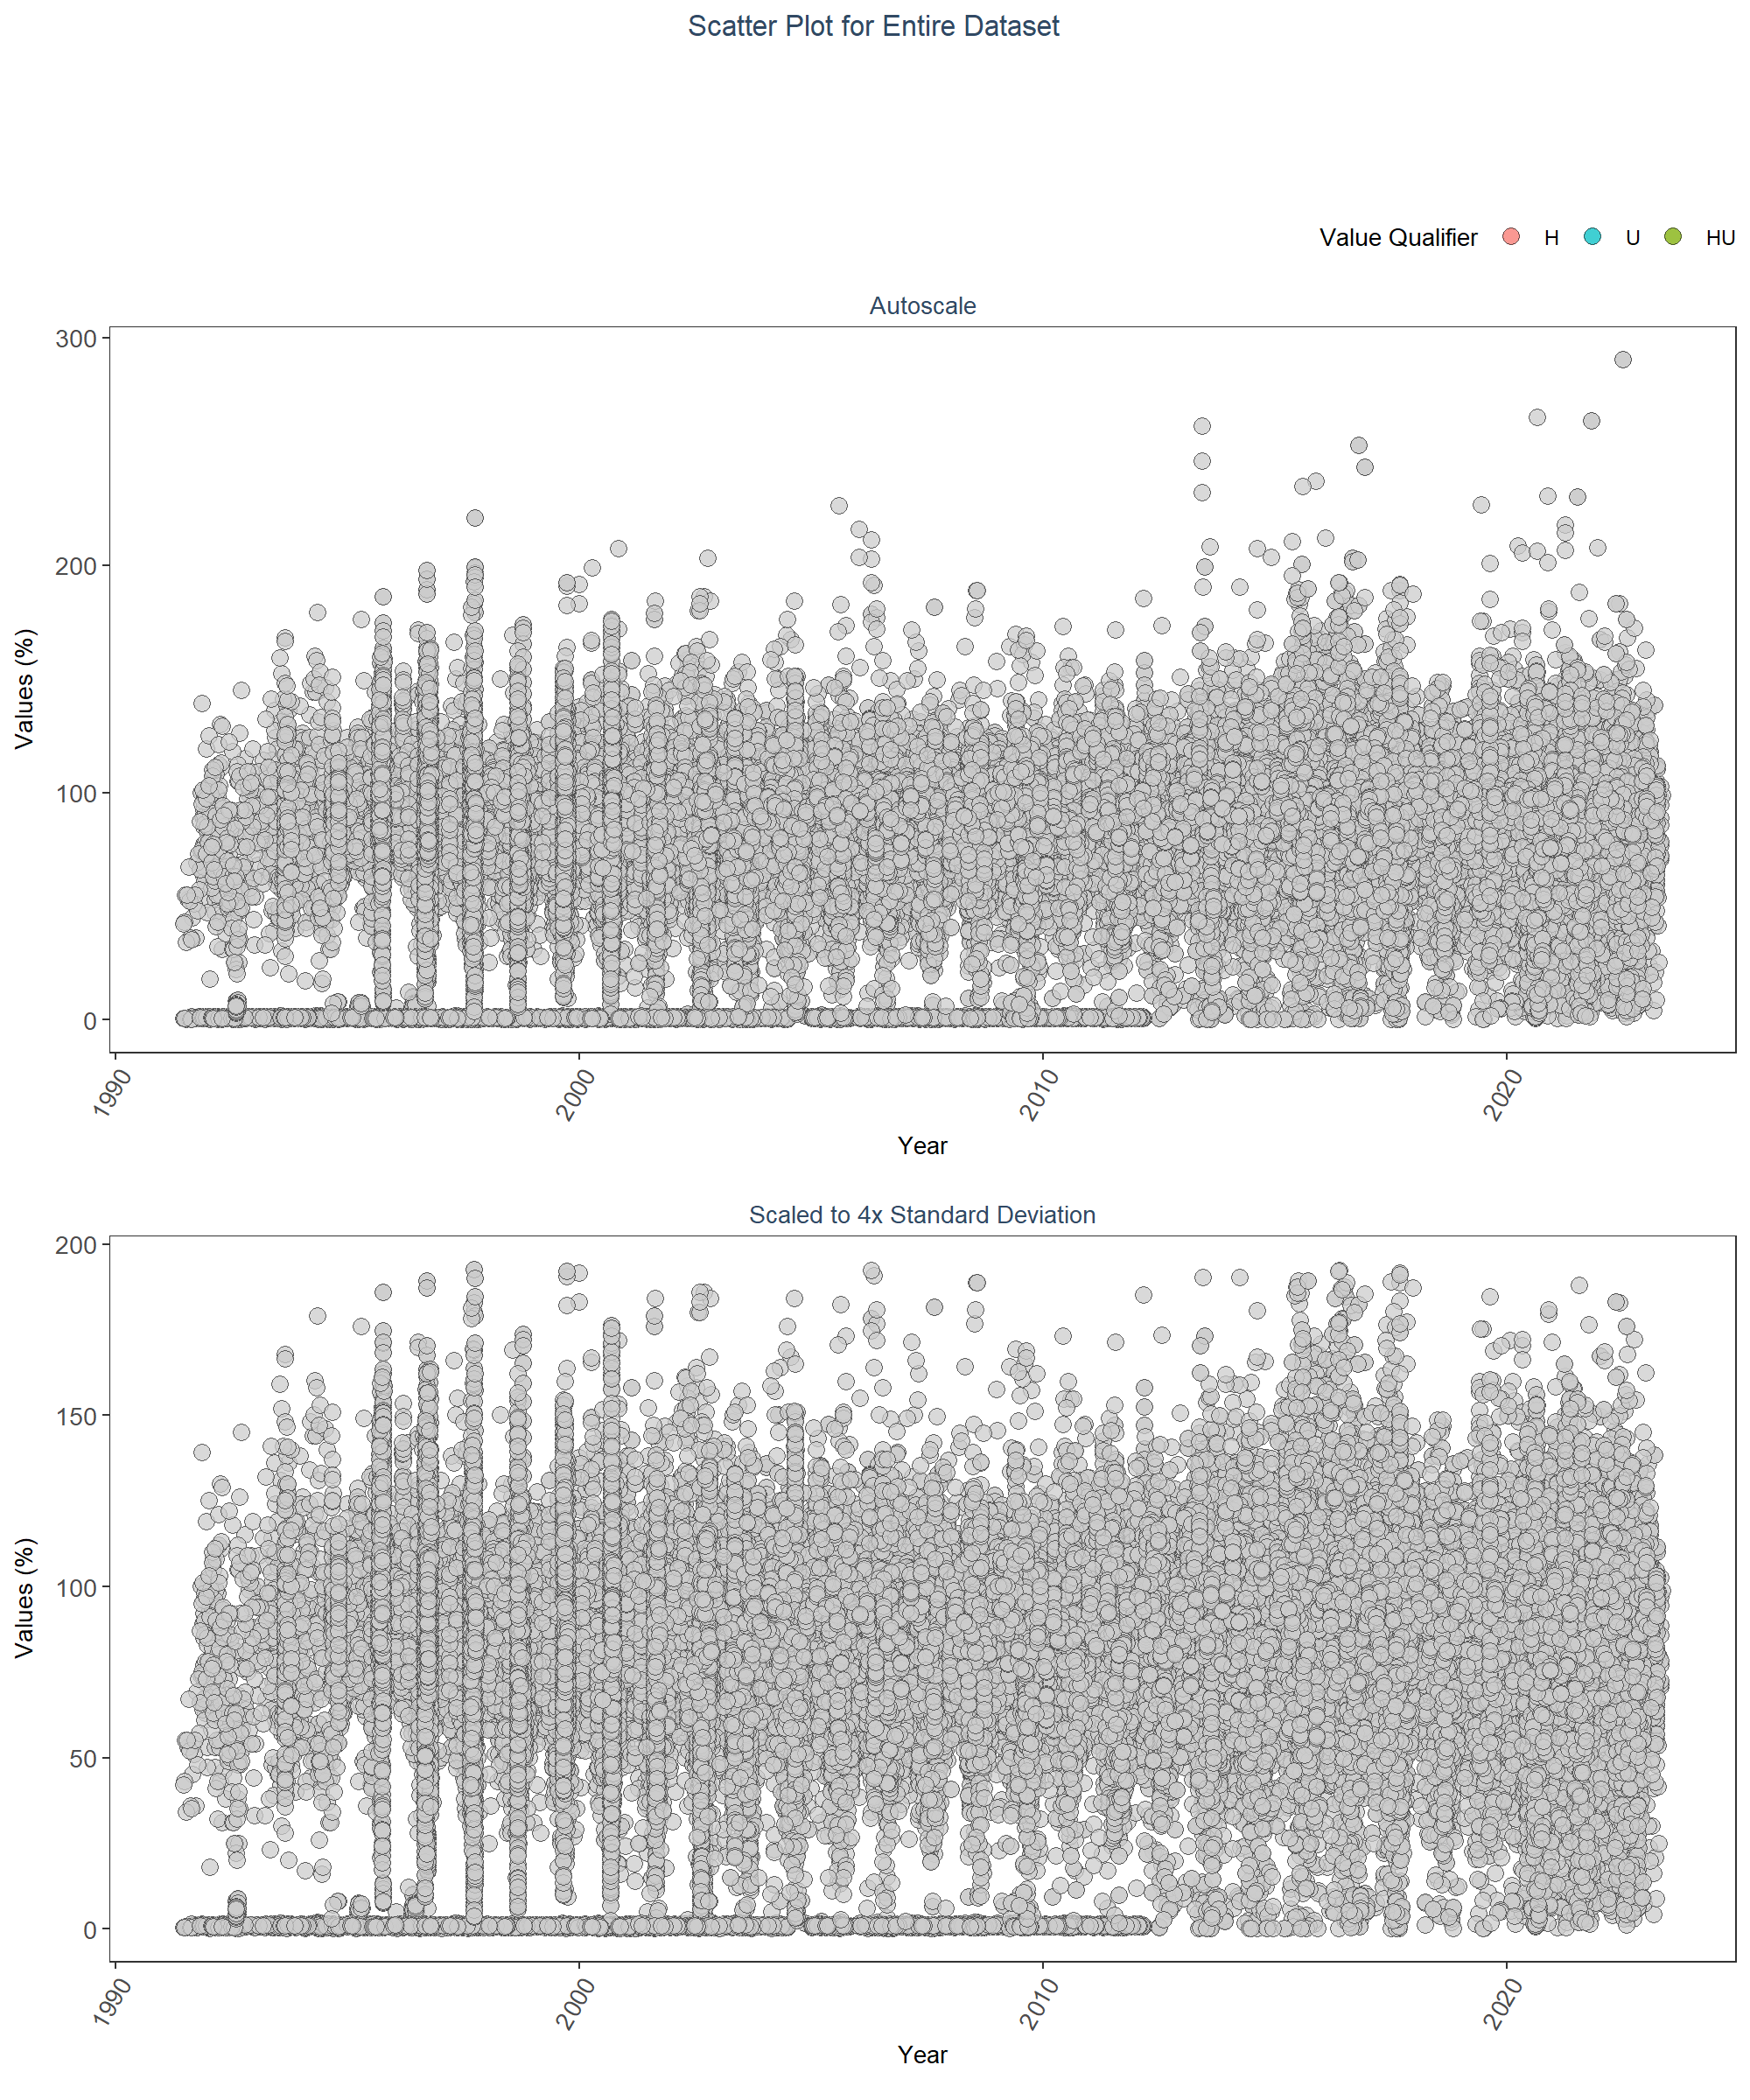 Scatter Plot for Entire Dataset
Value Qualifier H U HU
Autoscale
300
200
100
0
Values (%)
1990 2000 2010 2020
Year
Scaled to 4x Standard Deviation
200
150
100
50
0
Values (%)
1990 2000 2010 2020
Year